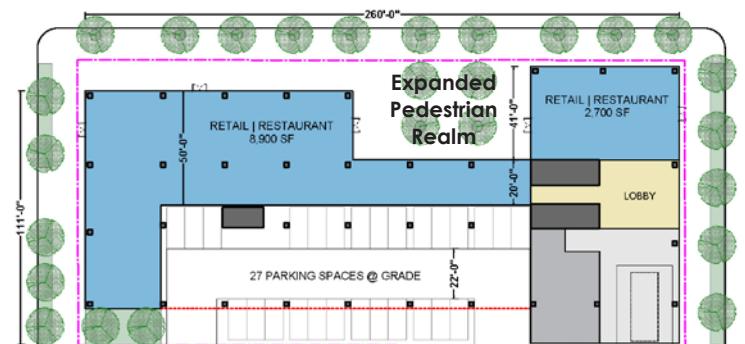 260'-0"
Expanded
Pedestrian
Realm
RETAIL | RESTAURANT
2,700 SF
41'-0"
RETAIL | RESTAURANT
8,900 SF
50'-0"
20'-0"
LOBBY
111'-0"
27 PARKING SPACES @ GRADE
22'-0"